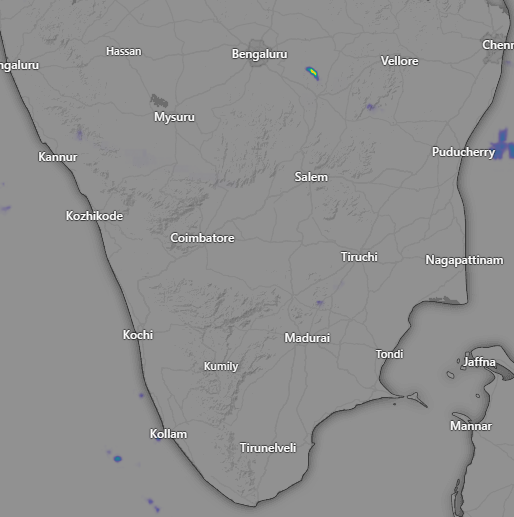 Chenn
Hassan
Bengaluru
Vellore
ngaluru
Mysuru
Puducherry
Kannur
Salem
Kozhikode
Coimbatore
Tiruchi
Nagapattinam
Kochi
Madurai
Tondi
Jaffna
Kumily
Mannar
Kollam
Tirunelveli